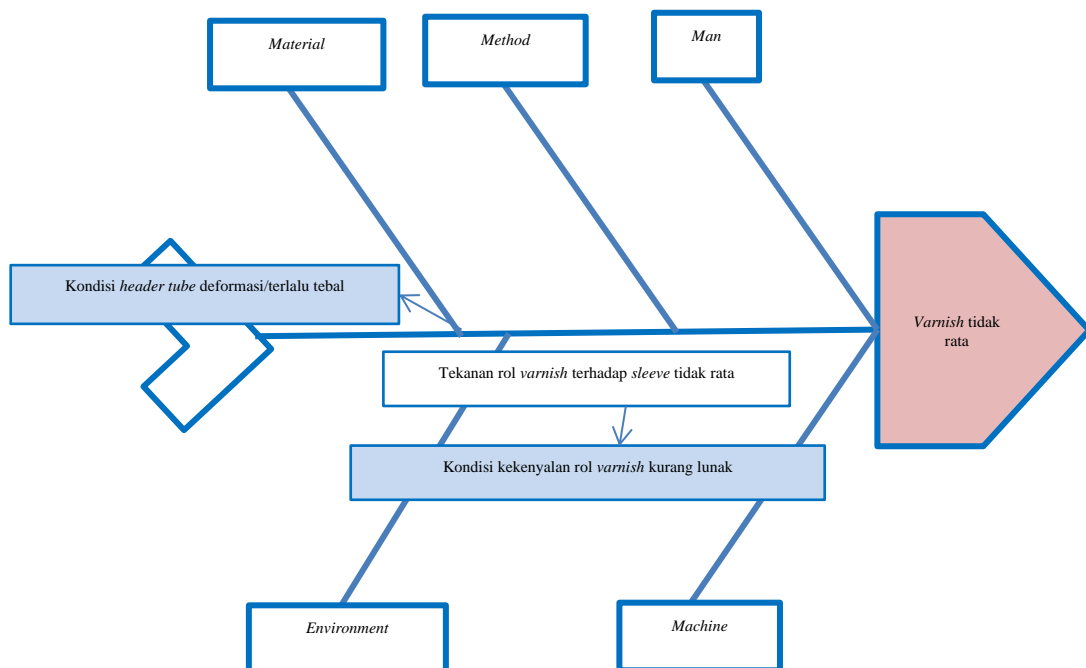 Material
Method
Man
Kondisi header tube deformasi/terlalu tebal
Varnish tidak
rata
Tekanan rol varnish terhadap sleeve tidak rata
Kondisi kekenyalan rol varnish kurang lunak
Environment
Machine